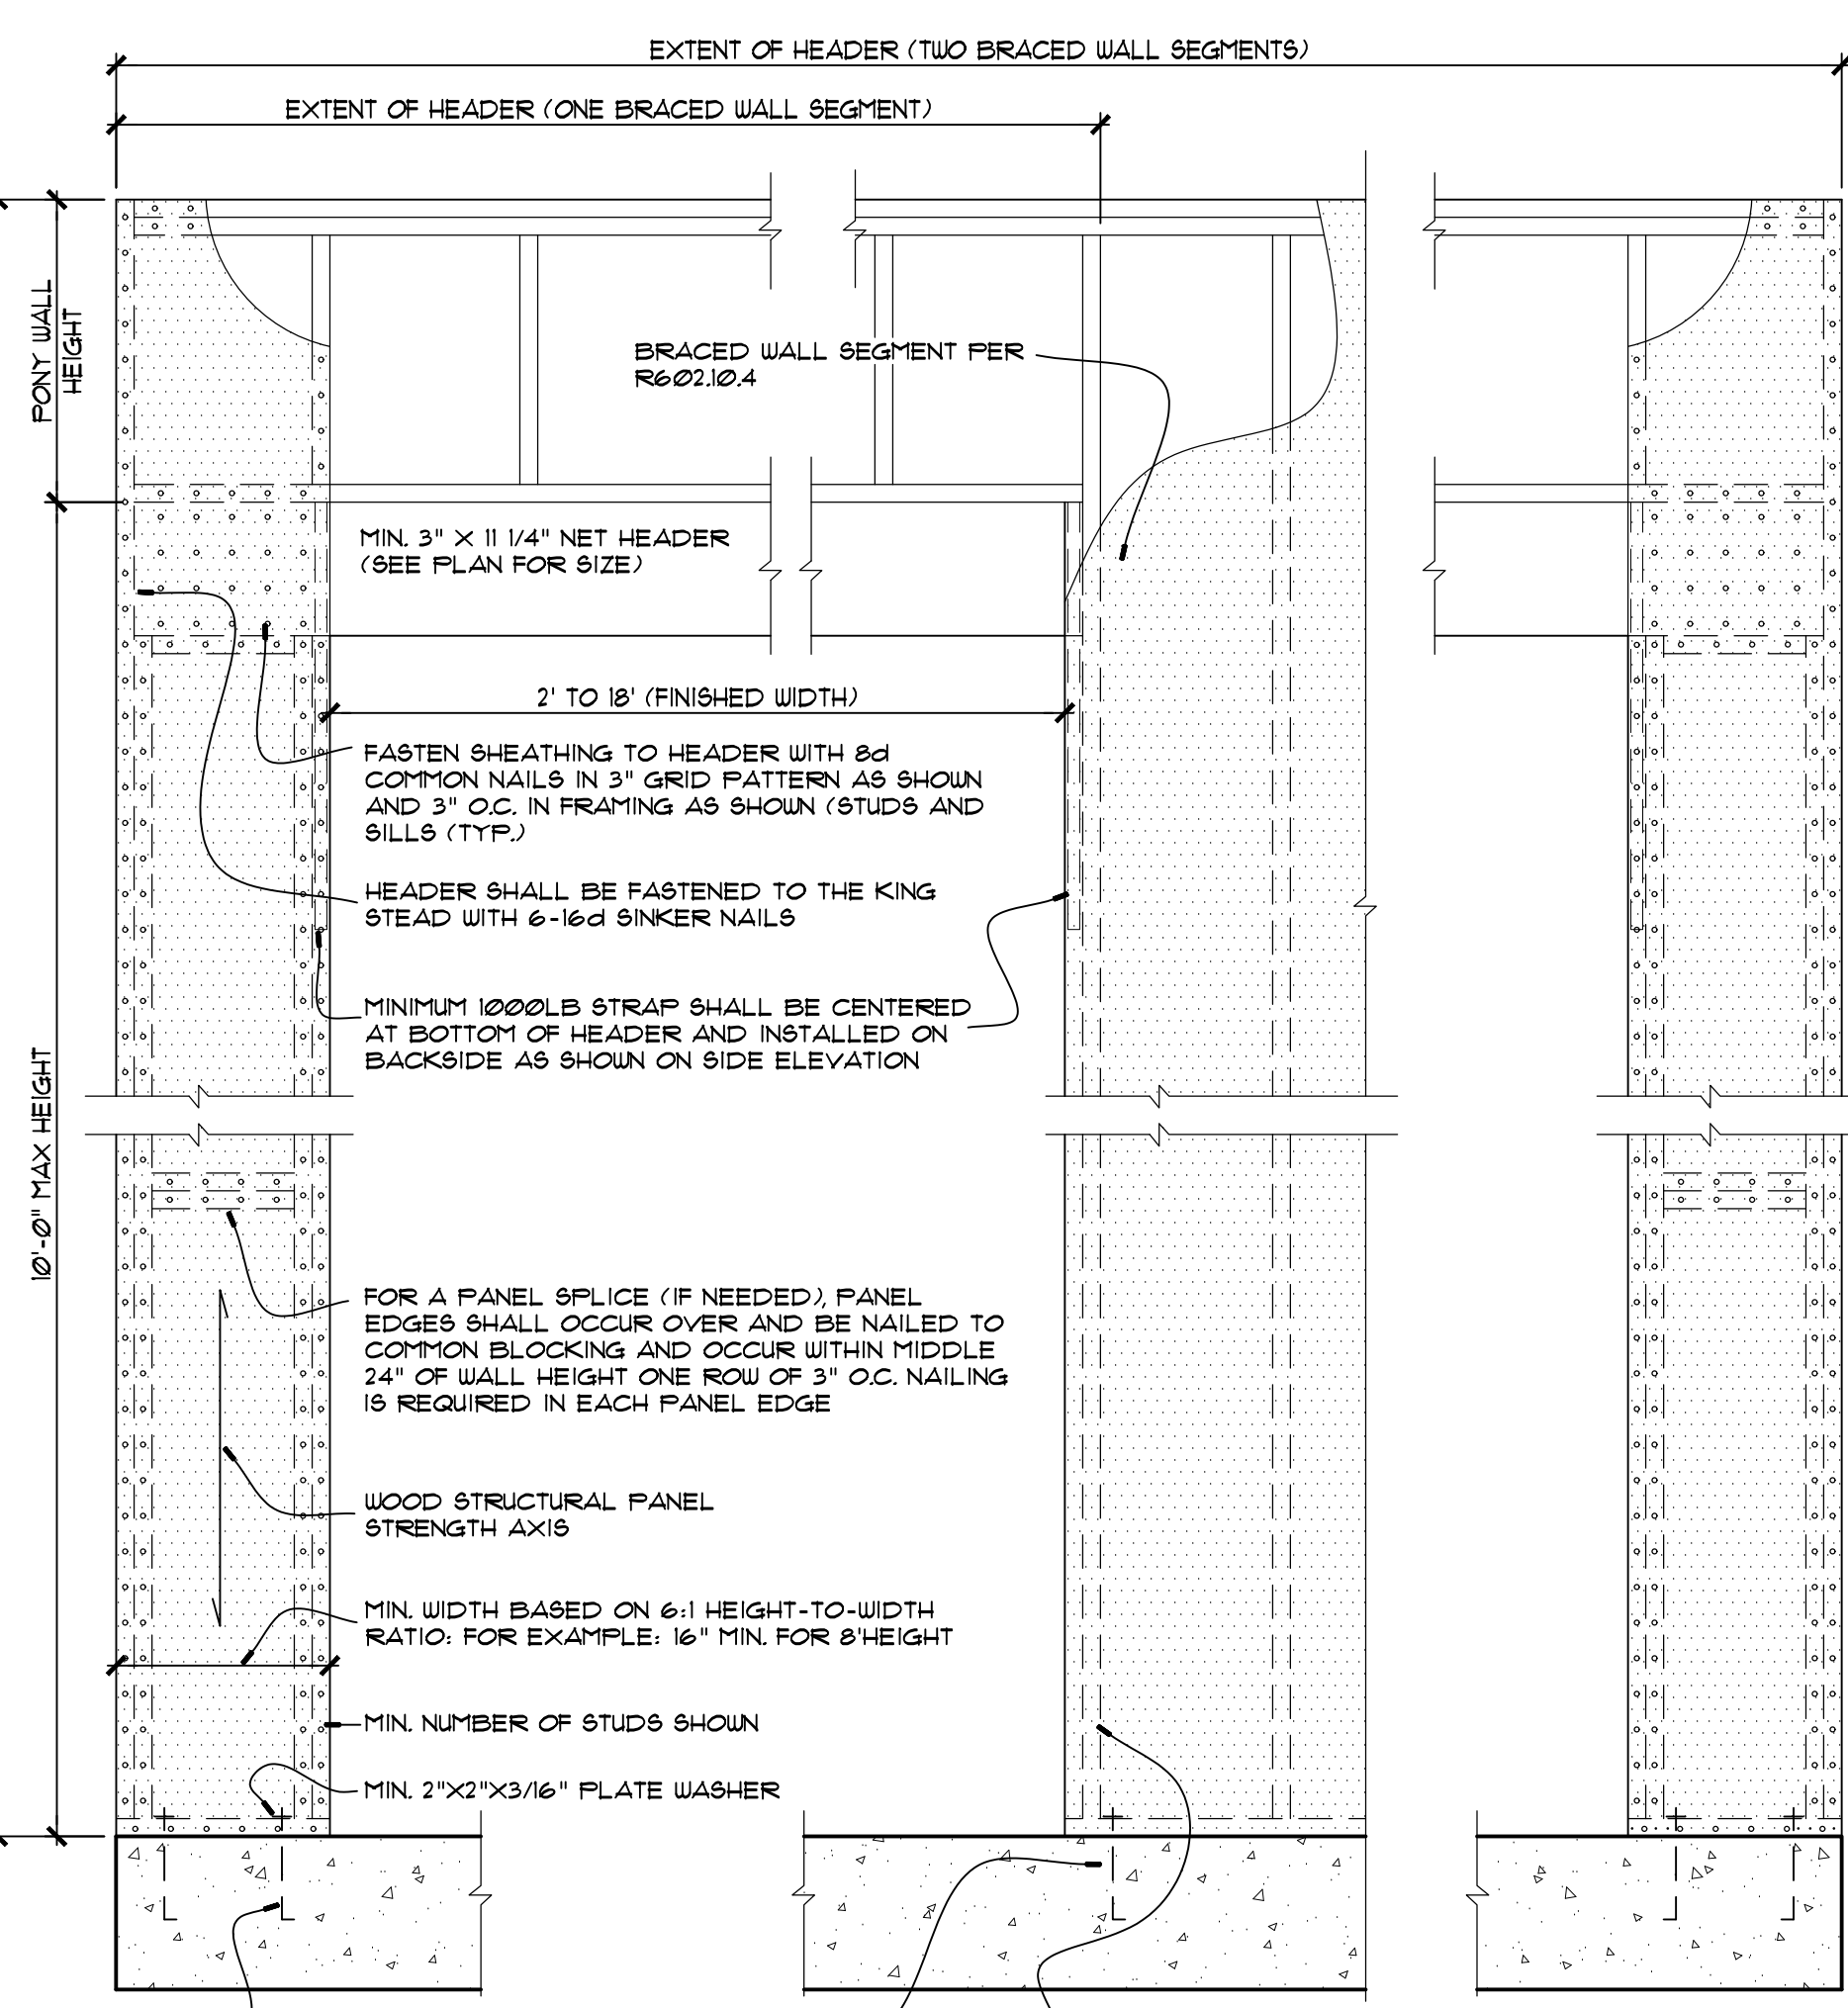 EXTENT OF HEADER (TWO BRACED WALL SEGMENTS)
EXTENT OF HEADER (ONE BRACED WALL SEGMENT)
PONY WALL
HEIGHT
BRACED WALL SEGMENT PER
R602.10.4
MIN. 3" X 11 1/4" NET HEADER
(SEE PLAN FOR SIZE)
2' TO 18' (FINISHED WIDTH)
FASTEN SHEATHING TO HEADER WITH 8d
COMMON NAILS IN 3" GRID PATTERN AS SHOWN
AND 3" O.C. IN FRAMING AS SHOWN (STUDS AND
SILLS (TYP.)
HEADER SHALL BE FASTENED TO THE KING
STEAD WITH 6-16d SINKER NAILS
MINIMUM 1000LB STRAP SHALL BE CENTERED
AT BOTTOM OF HEADER AND INSTALLED ON
BACKSIDE AS SHOWN ON SIDE ELEVATION
10'-0" MAX HEIGHT
FOR A PANEL SPLICE (IF NEEDED), PANEL
EDGES SHALL OCCUR OVER AND BE NAILED TO
COMMON BLOCKING AND OCCUR WITHIN MIDDLE
24" OF WALL HEIGHT ONE ROW OF 3" O.C. NAILING
IS REQUIRED IN EACH PANEL EDGE
WOOD STRUCTURAL PANEL
STRENGTH AXIS
MIN. WIDTH BASED ON 6:1 HEIGHT-TO-WIDTH
RATIO: FOR EXAMPLE: 16" MIN. FOR 8'HEIGHT
MIN. NUMBER OF STUDS SHOWN
MIN. 2"X2"X3/16" PLATE WASHER